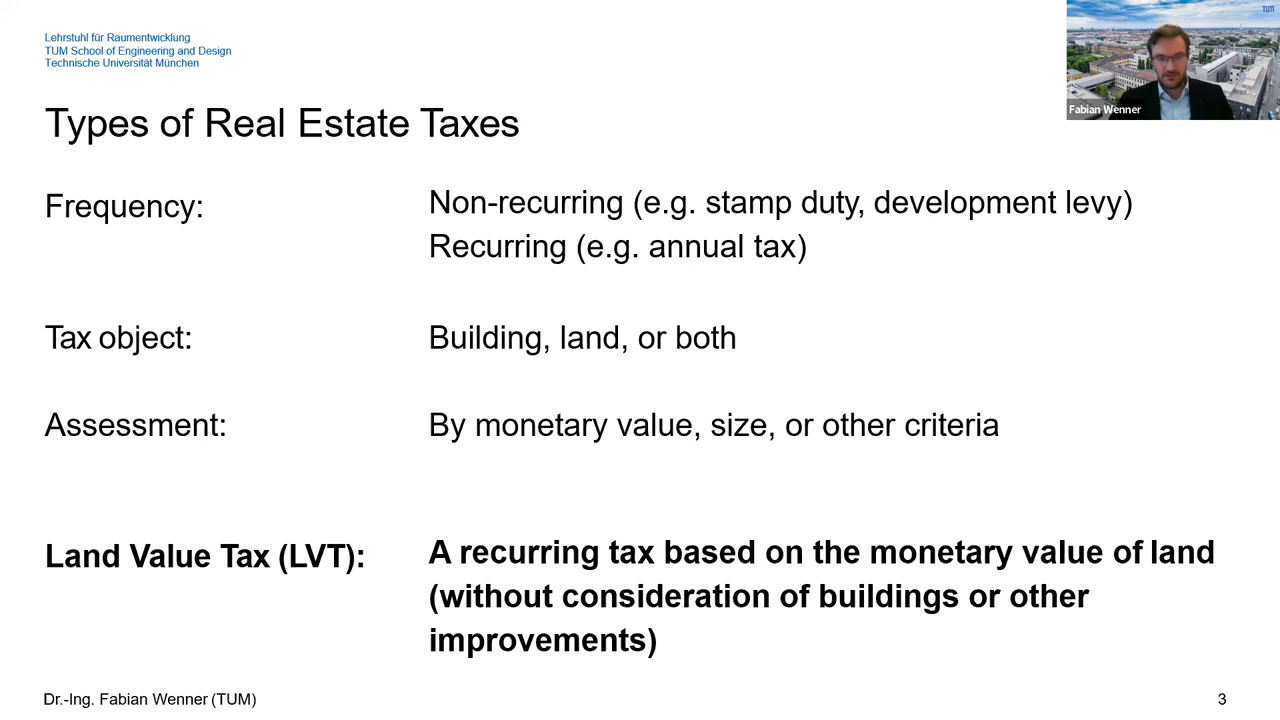 Lehrstuhl für Raumentwicklung
TUM School of Engineering and Design
Technische Universität München
TUM
Fabian Wenner
Types of Real Estate Taxes
Frequency:
Non-recurring (e.g. stamp duty, development levy)
Recurring (e.g. annual tax)
Tax object:
Building, land, or both
Assessment:
By monetary value, size, or other criteria
Land Value Tax (LVT):
A recurring tax based on the monetary value of land
(without consideration of buildings or other
improvements)
Dr.-Ing. Fabian Wenner (TUM)
3